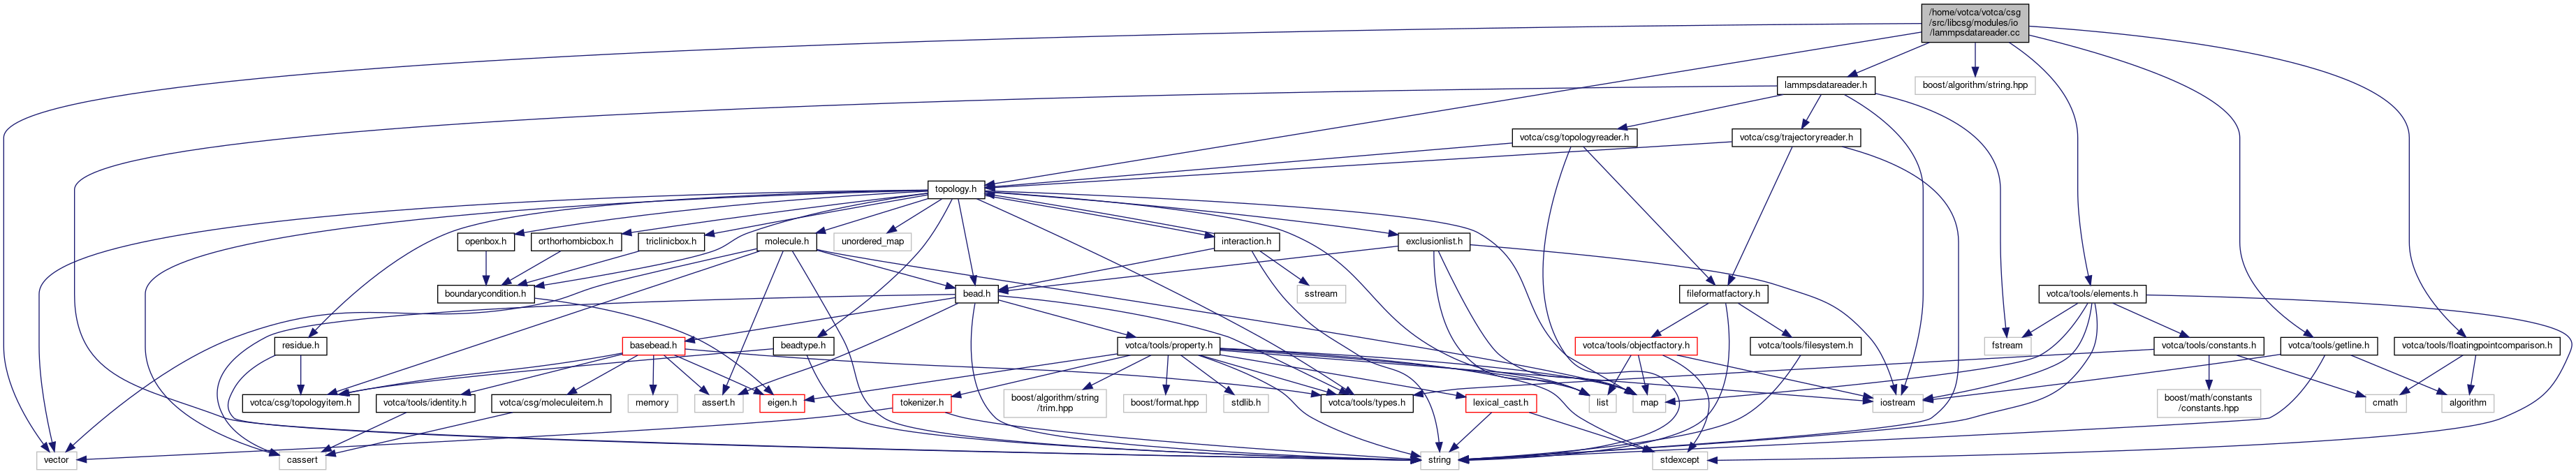 /home/votca/votca/csg
/src/libcsg/modules/io
/lammpsdatareader.cc
lammpsdatareader.h
boost/algorithm/string.hpp
votca/csg/topologyreader.h
votca/csg/trajectoryreader.h
topology.h
openbox.h
orthorhombicbox.h
triclinicbox.h
molecule.h
unordered_map
interaction.h
exclusionlist.h
boundarycondition.h
bead.h
sstream
fileformatfactory.h
votca/tools/elements.h
residue.h
basebead.h
beadtype.h
votca/tools/property.h
votca/tools/objectfactory.h
votca/tools/filesystem.h
fstream
votca/tools/constants.h
votca/tools/getline.h
votca/tools/floatingpointcomparison.h
votca/csg/topologyitem.h
votca/tools/identity.h
votca/csg/moleculeitem.h
memory
assert.h
eigen.h
tokenizer.h
boost/algorithm/string
/trim.hpp
boost/format.hpp
stdlib.h
votca/tools/types.h
lexical_cast.h
list
map
iostream
boost/math/constants
/constants.hpp
cmath
algorithm
vector
cassert
string
stdexcept